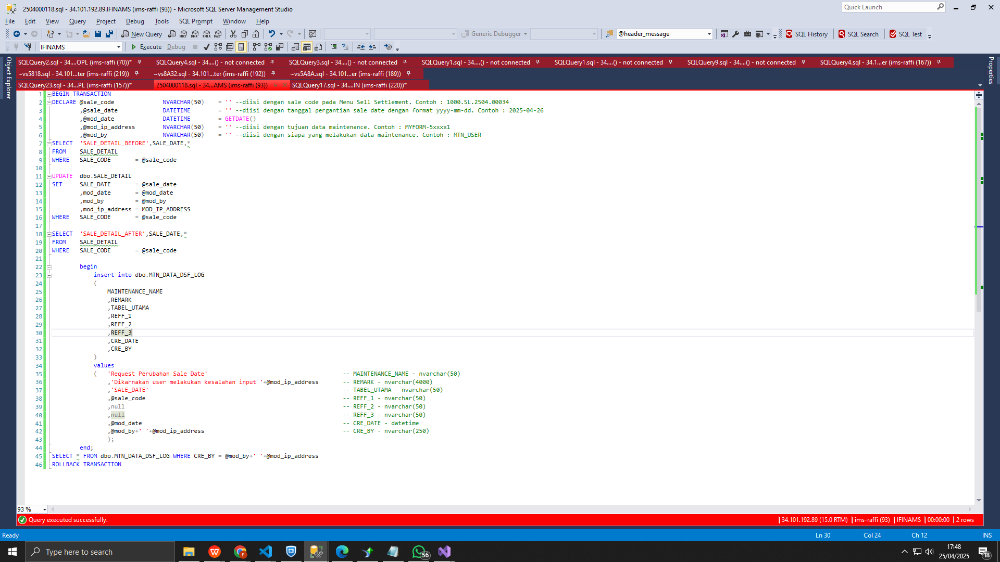 2504000118.sql - 34.101.192.89.IFINAMS (ims-raffi (93)) - Microsoft SQL Server Management Studio
Quick Launch
File Edit View Query Project Debug Tools SQL Prompt Window Help
New Query
Generic Debugger
@header_message
SQL History
SQL Search
SQL Test
IFINAMS
Execute
Debug
Object Explorer
Properties
SQLQuery2.sql - 34....OPL (ims-raffi (70))* SQLQuery4.sql - 34....() - not connected SQLQuery3.sql - 34....() - not connected SQLQuery1.sql - 34....() - not connected SQLQuery1.sql - 34....() - not connected SQLQuery9.sql - 34....() - not connected SQLQuery4.sql - 34.1...er (ims-raffi (167))
~vs5818.sql - 34.101...ter (ims-raffi (219)) ~vs8A32.sql - 34.101...ter (ims-raffi (192)) ~vs5A8A.sql - 34.101...er (ims-raffi (189))
SQLQuery23.sql - 34...PL (ims-raffi (157))* 2504000118.sql - 34...AMS (ims-raffi (93)) SQLQuery17.sql - 34....IN (ims-raffi (220))*
1 BEGIN TRANSACTION
2 DECLARE @sale_code NVARCHAR(50) = '' --diisi dengan sale code pada Menu Sell Settlement. Contoh : 1000.SL.2504.00034
3 ,@sale_date DATETIME = '' --diisi dengan tanggal pergantian sale date dengan format yyyy-mm-dd. Contoh : 2025-04-26
4 ,@mod_date DATETIME = GETDATE()
5 ,@mod_ip_address NVARCHAR(50) = '' --diisi dengan tujuan data maintenance. Contoh : MYFORM-5xxxx1
6 ,@mod_by NVARCHAR(50) = '' --diisi dengan siapa yang melakukan data maintenance. Contoh : MTN_USER
7 SELECT 'SALE_DETAIL_BEFORE',SALE_DATE,*
8 FROM SALE_DETAIL
9 WHERE SALE_CODE = @sale_code
10
11 UPDATE dbo.SALE_DETAIL
12 SET SALE_DATE = @sale_date
13 ,mod_date = @mod_date
14 ,mod_by = @mod_by
15 ,mod_ip_address = MOD_IP_ADDRESS
16 WHERE SALE_CODE = @sale_code
17
18 SELECT 'SALE_DETAIL_AFTER',SALE_DATE,*
19 FROM SALE_DETAIL
20 WHERE SALE_CODE = @sale_code
21
22 begin
23 insert into dbo.MTN_DATA_DSF_LOG
24 (
25 MAINTENANCE_NAME
26 ,REMARK
27 ,TABEL_UTAMA
28 ,REFF_1
29 ,REFF_2
30 ,REFF_3
31 ,CRE_DATE
32 ,CRE_BY
33 )
34 values
35 ( 'Request Perubahan Sale Date' -- MAINTENANCE_NAME - nvarchar(50)
36 ,'Dikarnakan user melakukan kesalahan input '+@mod_ip_address -- REMARK - nvarchar(4000)
37 ,'SALE_DATE' -- TABEL_UTAMA - nvarchar(50)
38 ,@sale_code -- REFF_1 - nvarchar(50)
39 ,null -- REFF_2 - nvarchar(50)
40 ,null -- REFF_3 - nvarchar(50)
41 ,@mod_date -- CRE_DATE - datetime
42 ,@mod_by+' '+@mod_ip_address -- CRE_BY - nvarchar(250)
43 );
44 end;
45 SELECT * FROM dbo.MTN_DATA_DSF_LOG WHERE CRE_BY = @mod_by+' '+@mod_ip_address
46 ROLLBACK TRANSACTION
93 %
Query executed successfully. 34.101.192.89 (15.0 RTM) ims-raffi (93) IFINAMS 00:00:00 2 rows
Ready Ln 30 Col 24 Ch 12 INS
Type here to search
56
17:48
25/04/2025
18